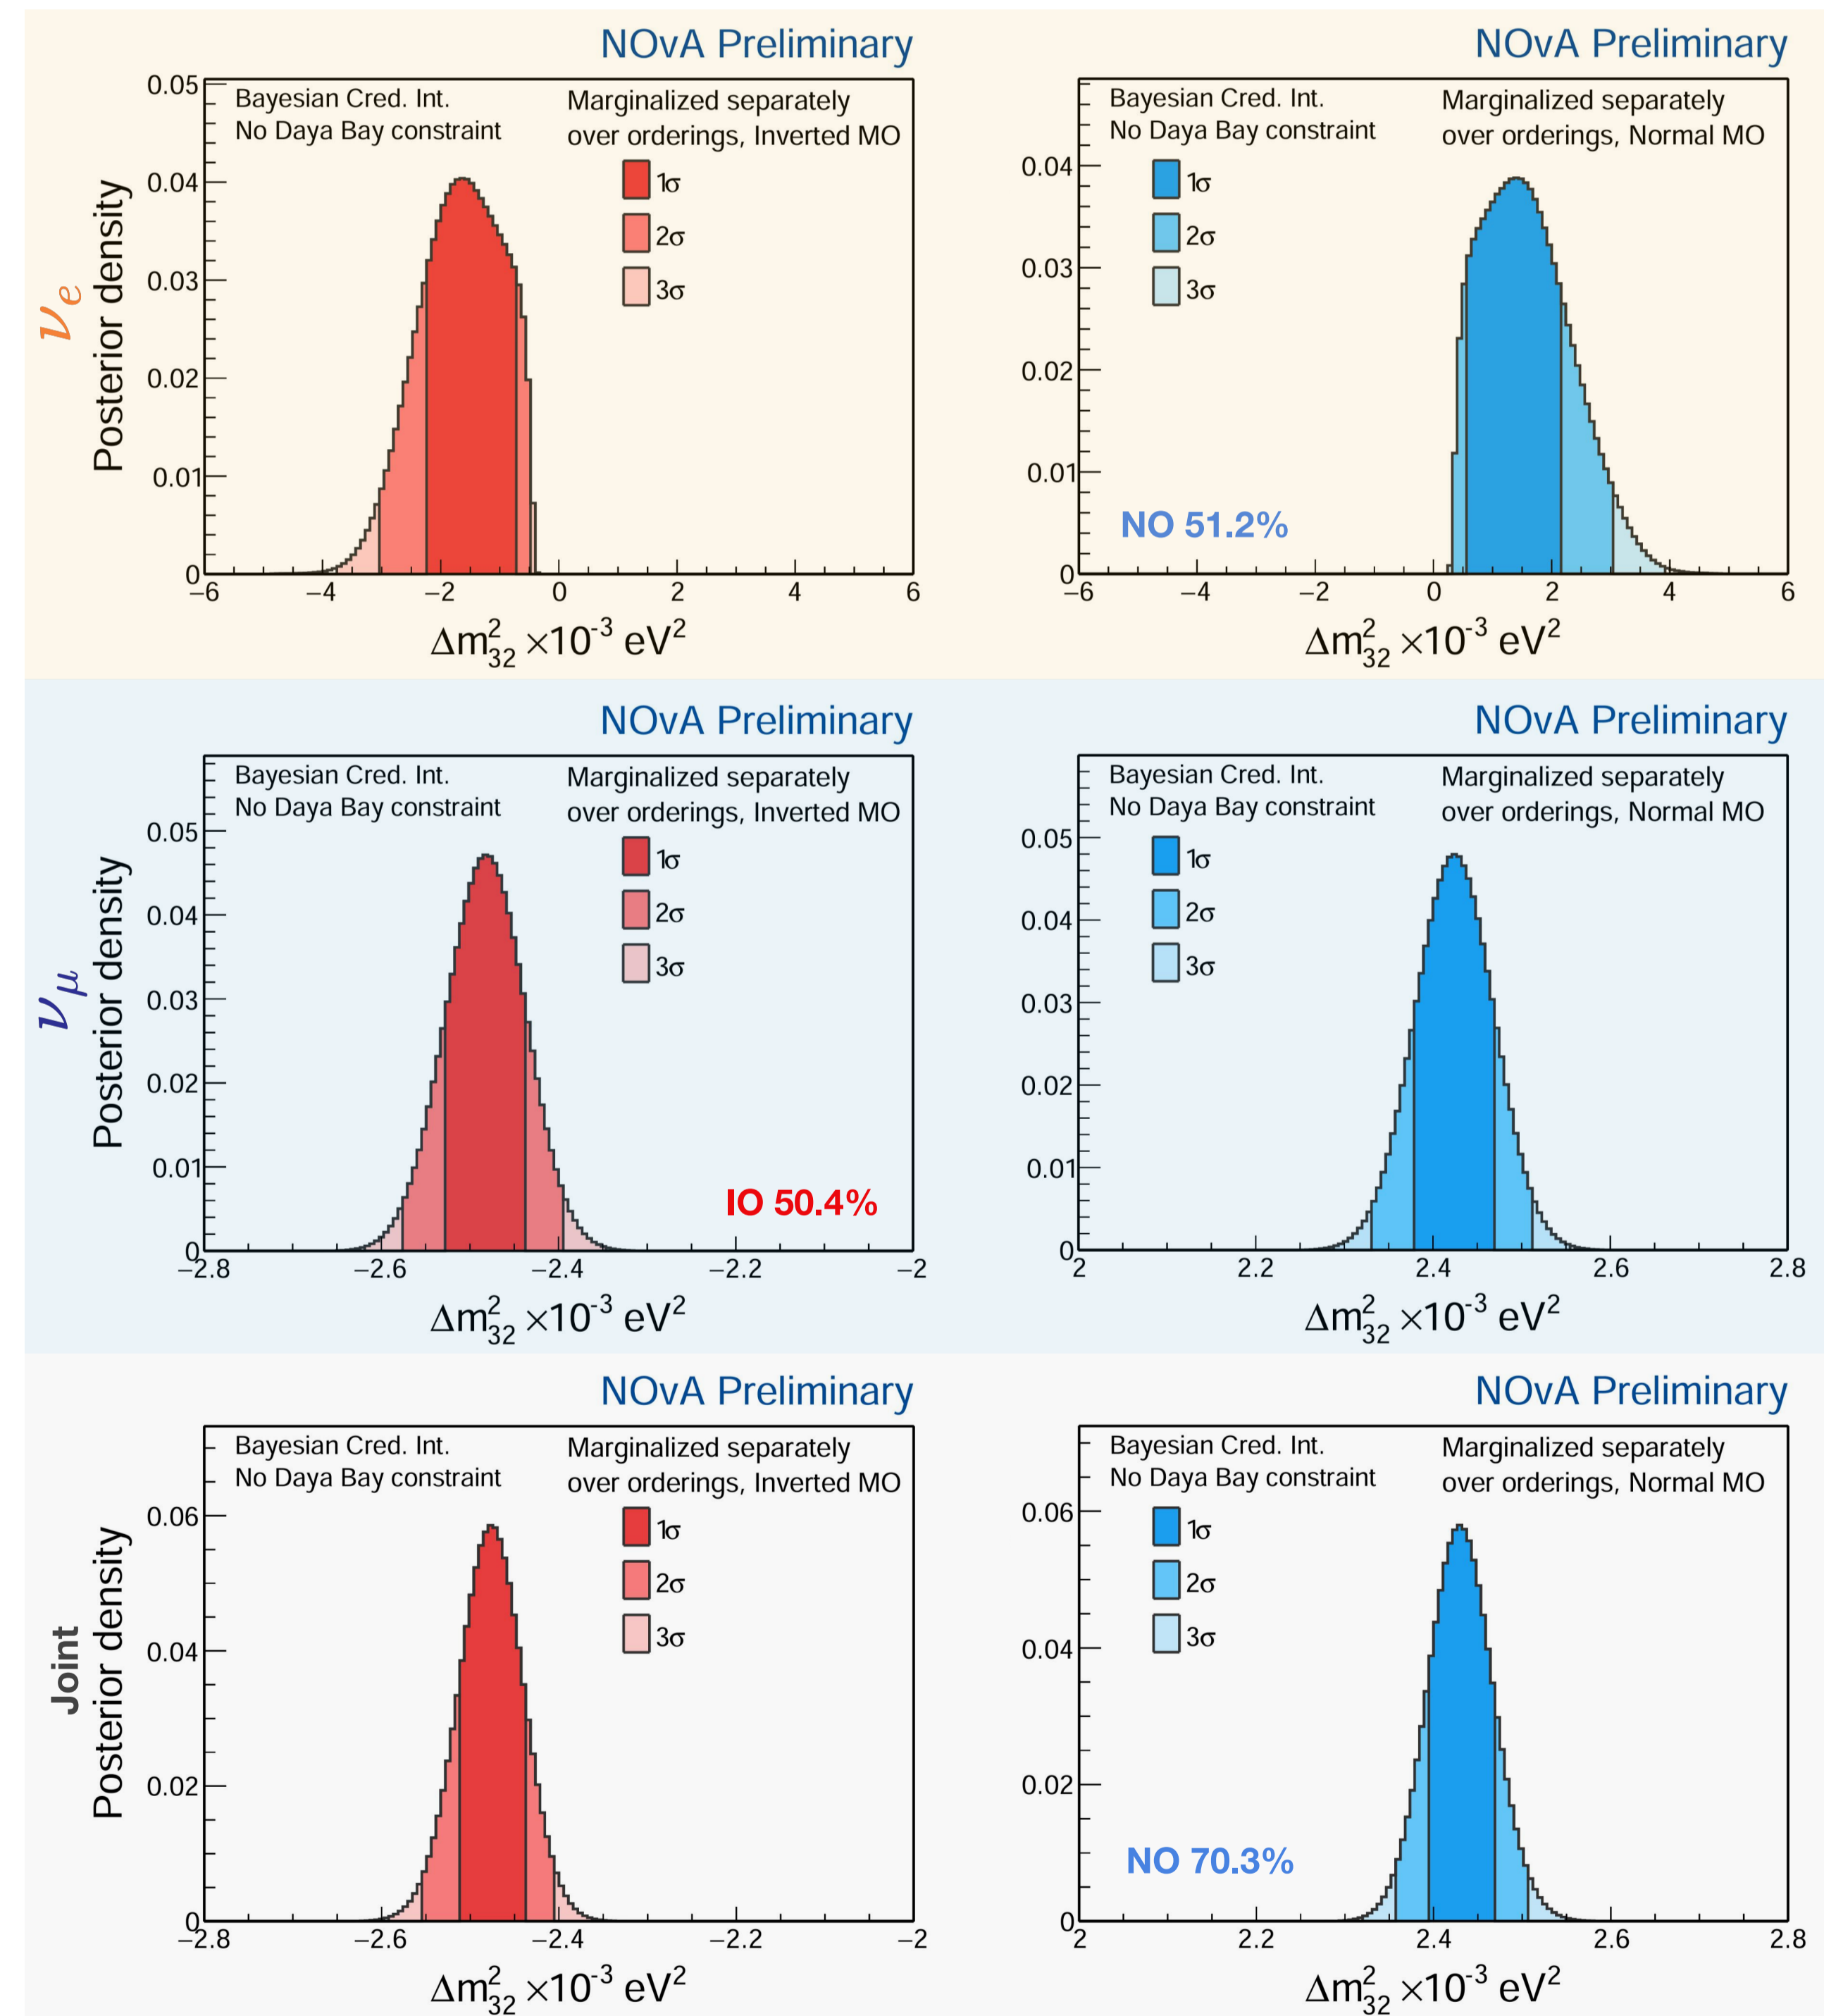 NOvA Preliminary
Bayesian Cred. Int.
No Daya Bay constraint
Marginalized separately
over orderings, Inverted MO
1σ
2σ
3σ
0.05
0.04
0.03
0.02
0.01
0
−6 −4 −2 0 2 4 6
νe
Posterior density
Δm²32 ×10⁻³ eV²
NOvA Preliminary
Bayesian Cred. Int.
No Daya Bay constraint
Marginalized separately
over orderings, Normal MO
1σ
2σ
3σ
0.04
0.03
0.02
0.01
0
NO 51.2%
−6 −4 −2 0 2 4 6
Δm²32 ×10⁻³ eV²
NOvA Preliminary
Bayesian Cred. Int.
No Daya Bay constraint
Marginalized separately
over orderings, Inverted MO
1σ
2σ
3σ
0.05
0.04
0.03
0.02
0.01
0
IO 50.4%
−2.8 −2.6 −2.4 −2.2 −2
νμ
Posterior density
Δm²32 ×10⁻³ eV²
NOvA Preliminary
Bayesian Cred. Int.
No Daya Bay constraint
Marginalized separately
over orderings, Normal MO
1σ
2σ
3σ
0.05
0.04
0.03
0.02
0.01
0
2 2.2 2.4 2.6 2.8
Δm²32 ×10⁻³ eV²
NOvA Preliminary
Bayesian Cred. Int.
No Daya Bay constraint
Marginalized separately
over orderings, Inverted MO
1σ
2σ
3σ
0.06
0.04
0.02
0
−2.8 −2.6 −2.4 −2.2 −2
Joint
Posterior density
Δm²32 ×10⁻³ eV²
NOvA Preliminary
Bayesian Cred. Int.
No Daya Bay constraint
Marginalized separately
over orderings, Normal MO
1σ
2σ
3σ
0.06
0.04
0.02
0
NO 70.3%
2 2.2 2.4 2.6 2.8
Δm²32 ×10⁻³ eV²